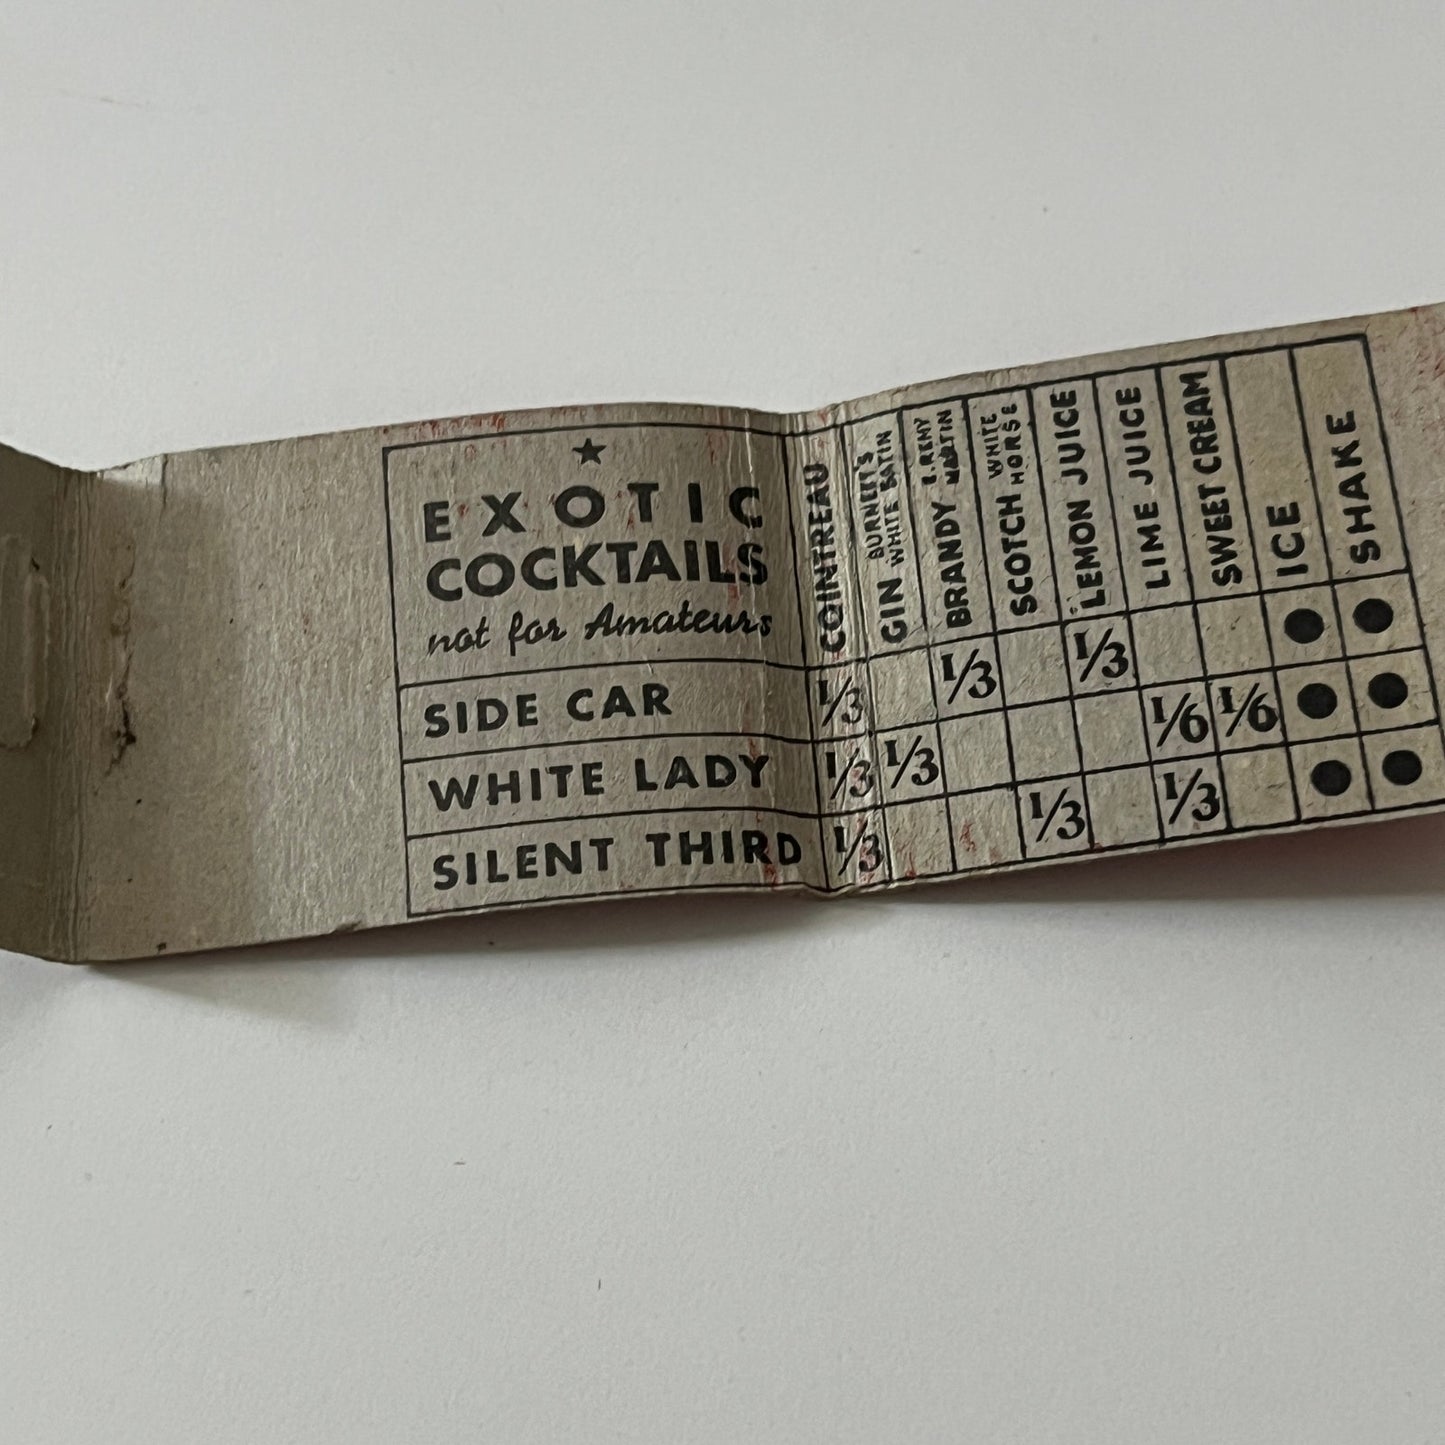 ★
EXOTIC
COCKTAILS
not for Amateurs
COINTREAU
GIN BURNETT'S
WHITE SATIN
BRANDY E. REMY
MARTIN
SCOTCH WHITE
HORSE
LEMON JUICE
LIME JUICE
SWEET CREAM
ICE
SHAKE
SIDE CAR 1/3 1/3 1/3 ● ●
WHITE LADY 1/3 1/3 1/6 1/6 ● ●
SILENT THIRD 1/3 1/3 1/3 ● ●